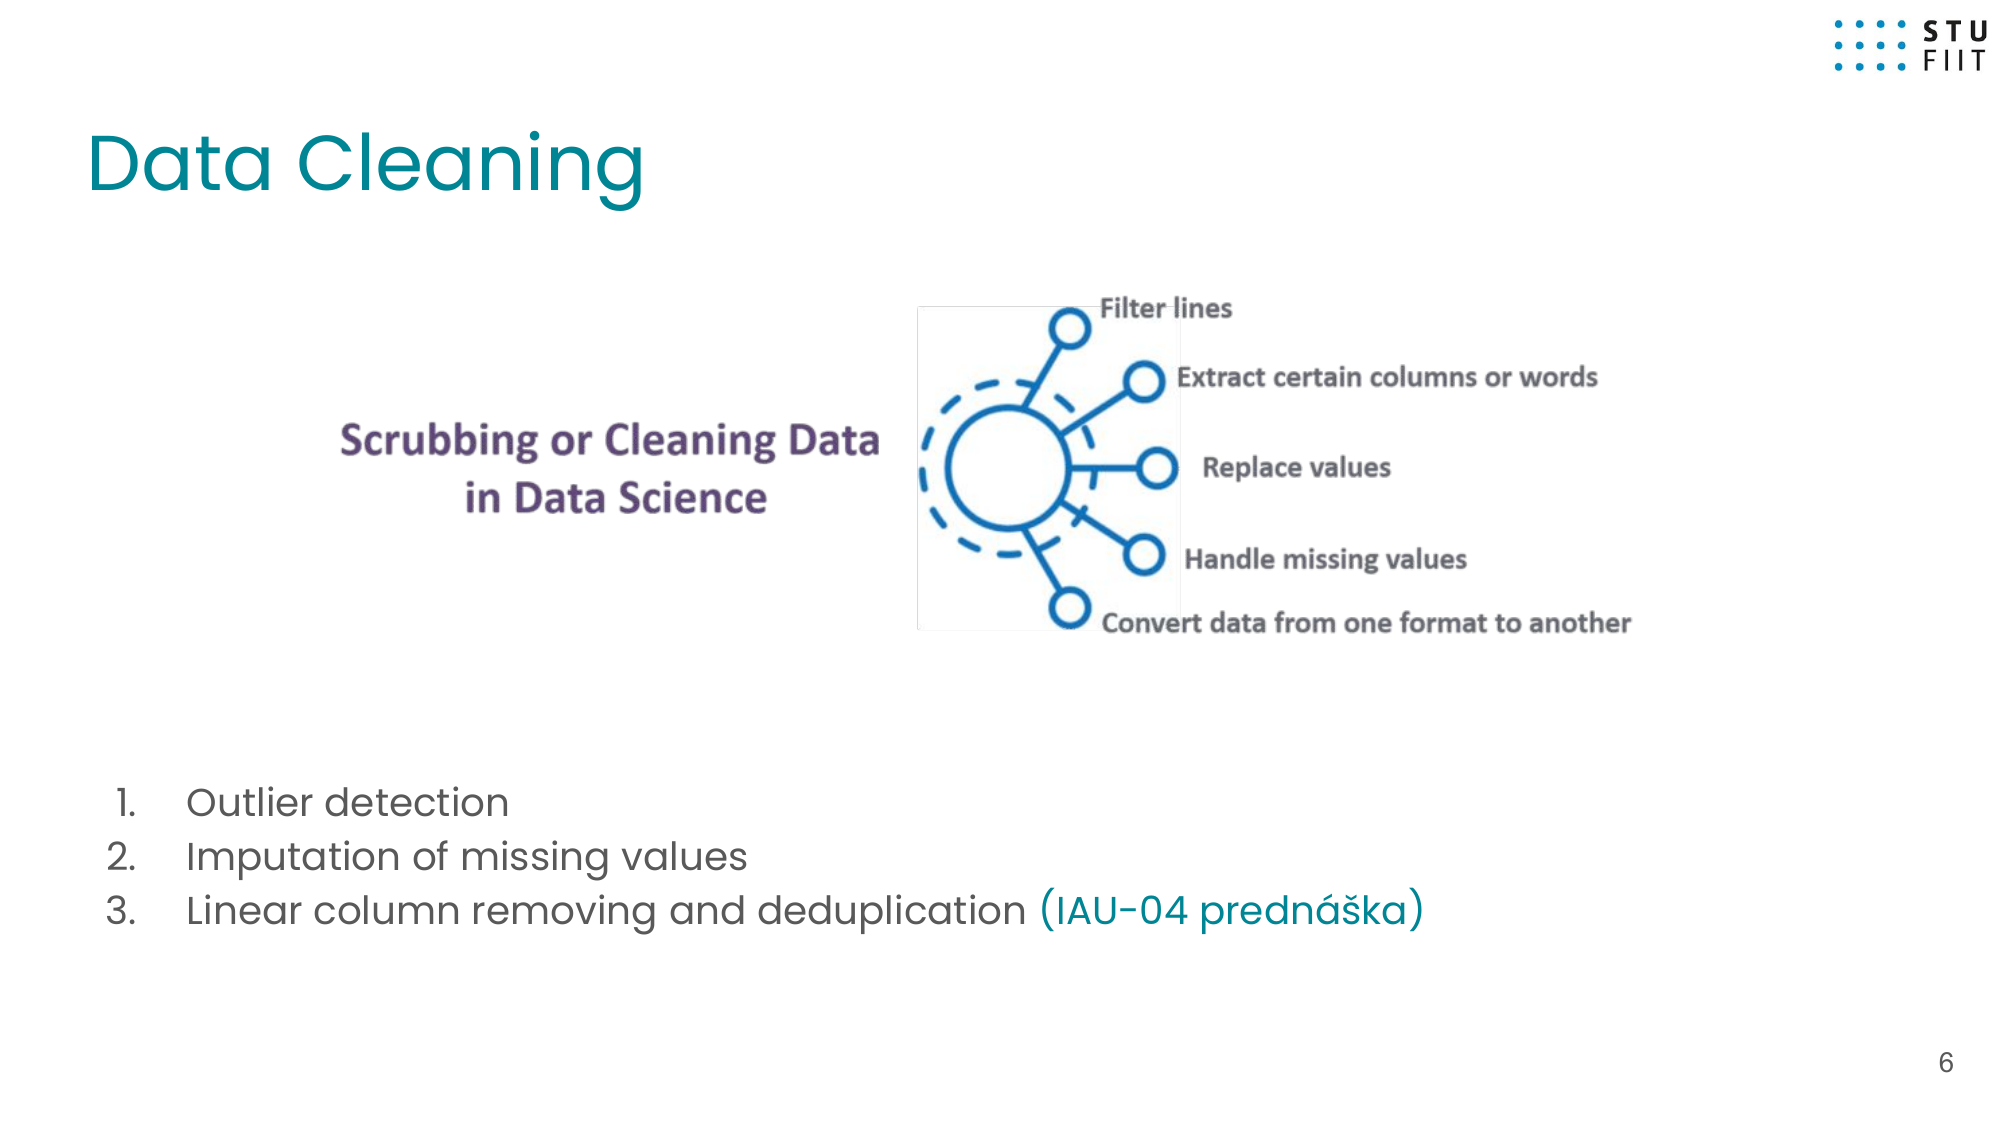 STU
FIIT
Data Cleaning
Filter lines
Extract certain columns or words
Scrubbing or Cleaning Data
in Data Science
Replace values
Handle missing values
Convert data from one format to another
1. Outlier detection
2. Imputation of missing values
3. Linear column removing and deduplication (IAU-04 prednáška)
6